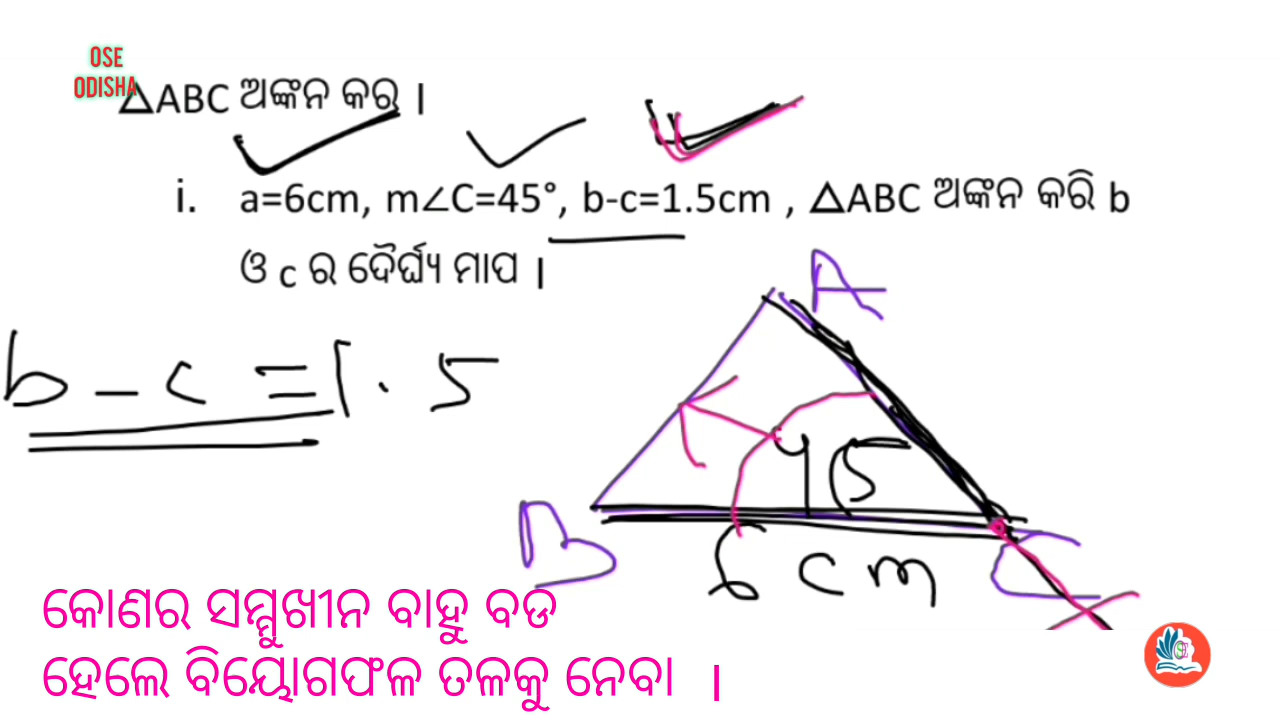 OSE
ODISHA
△ABC ଅଙ୍କନ କର ।
i. a=6cm, m∠C=45°, b-c=1.5cm , △ABC ଅଙ୍କନ କରି b
ଓ c ର ଦୈର୍ଘ୍ୟ ମାପ ।
b - c = 1.5
A
45
B
6 cm
C
କୋଣର ସମ୍ମୁଖୀନ ବାହୁ ବଡ
ହେଲେ ବିୟୋଗଫଳ ତଳକୁ ନେବା ।